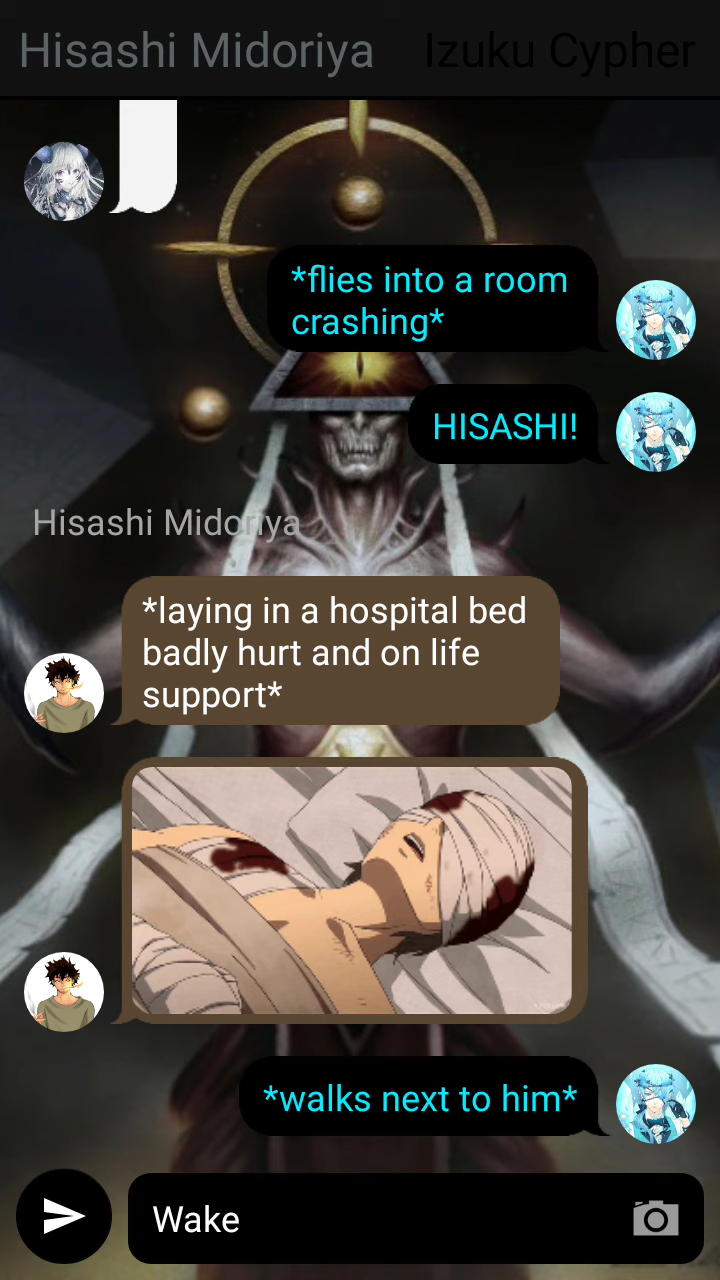 Hisashi Midoriya Izuku Cypher
*flies into a room
crashing*
HISASHI!
Hisashi Midoriya
*laying in a hospital bed
badly hurt and on life
support*
*walks next to him*
Wake